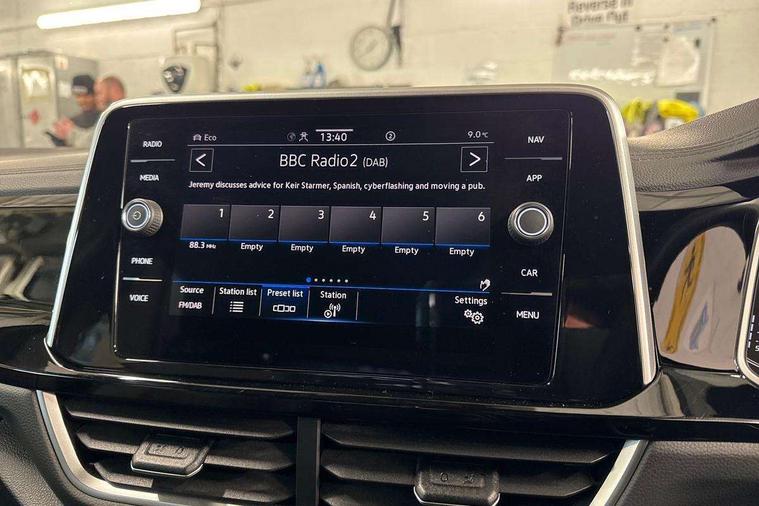 Reverse in
Drive Out
RADIO
MEDIA
PHONE
VOICE
Eco
13:40
2
9.0°C
BBC Radio2 (DAB)
Jeremy discusses advice for Keir Starmer, Spanish, cyberflashing and moving a pub.
1 2 3 4 5 6
88.3 MHz Empty Empty Empty Empty Empty
Source Station list Preset list Station Settings
FM/DAB
NAV
APP
CAR
MENU